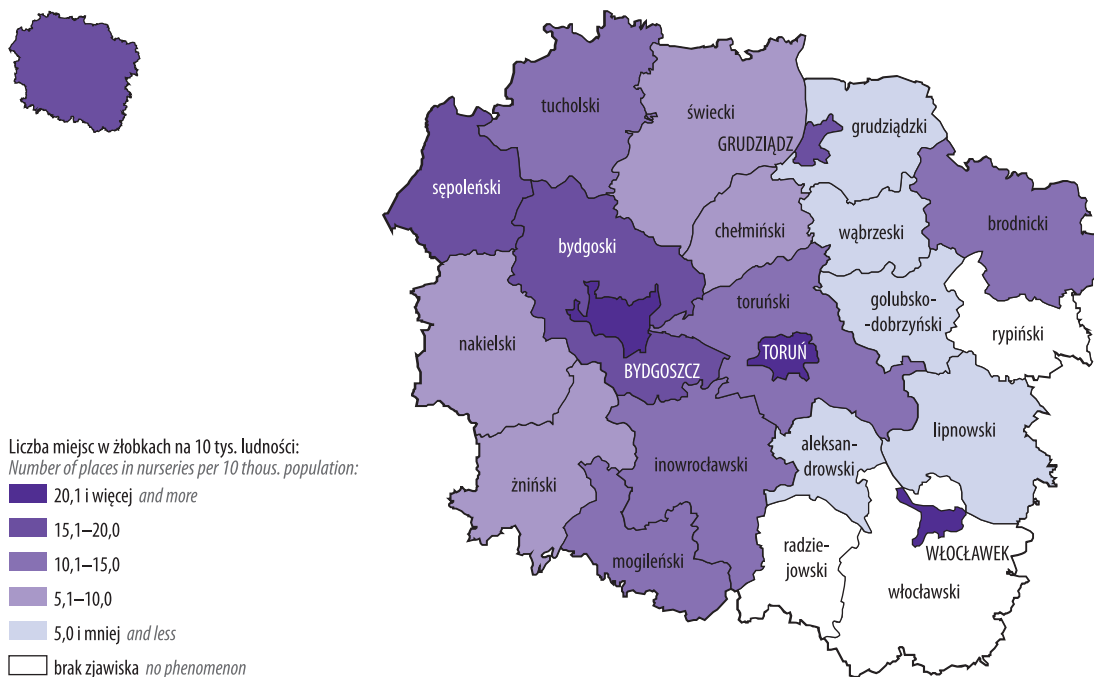 tucholski
świecki
GRUDZIĄDZ
grudziądzki
sępoleński
brodnicki
chełmiński
wąbrzeski
bydgoski
toruński
golubsko-
-dobrzyński
rypiński
nakielski
TORUŃ
BYDGOSZCZ
lipnowski
aleksan-
drowski
inowrocławski
żniński
radzie-
jowski
mogileński
WŁOCŁAWEK
włocławski
Liczba miejsc w żłobkach na 10 tys. ludności:
Number of places in nurseries per 10 thous. population:
20,1 i więcej and more
15,1–20,0
10,1–15,0
5,1–10,0
5,0 i mniej and less
brak zjawiska no phenomenon